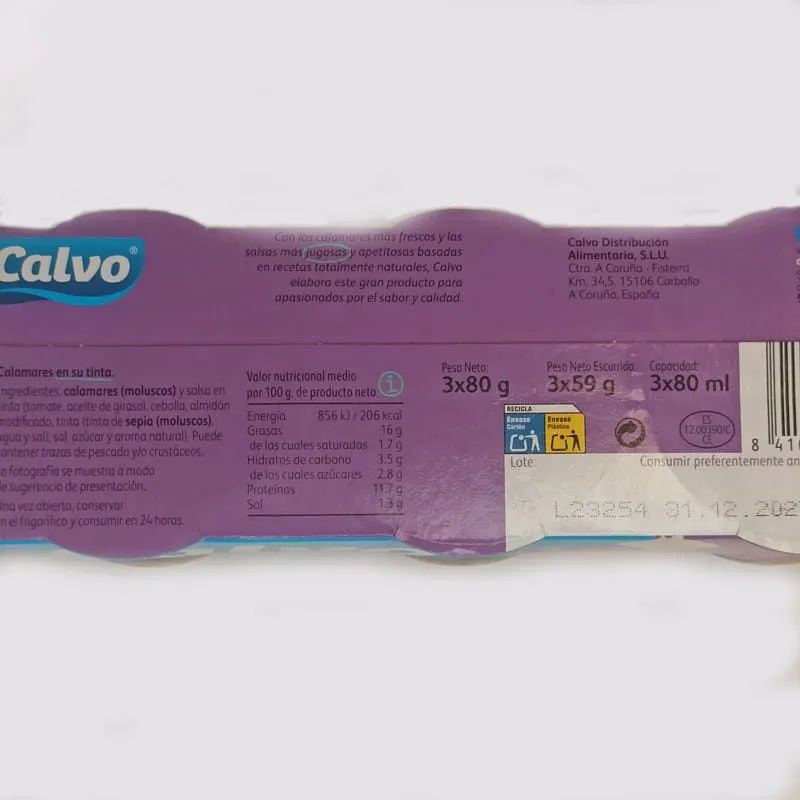 Calvo®
Con los calamares más frescos y las
salsas más jugosas y apetitosas basadas
en recetas totalmente naturales, Calvo
elabora este gran producto para
apasionados por el sabor y calidad.
Calvo Distribución
Alimentaria, S.L.U.
Ctra. A Coruña - Fisterra
Km. 34,5. 15106 Carballo
A Coruña, España
Calamares en su tinta.
Ingredientes: calamares (moluscos) y salsa en
tinta (tomate, aceite de girasol, cebolla, almidón
modificado, tinta (tinta de sepia (moluscos),
agua y sal), sal, azúcar y aroma natural). Puede
contener trazas de pescado y/o crustáceos.
La fotografía se muestra a modo
de sugerencia de presentación.
Una vez abierto, conservar
en el frigorífico y consumir en 24 horas.
Valor nutricional medio
por 100 g. de producto neto.
i
Energía 856 kJ / 206 kcal
Grasas 16 g
de las cuales saturadas 1.7 g
Hidratos de carbono 3.5 g
de los cuales azúcares 2.8 g
Proteínas 11.7 g
Sal 1.3 g
Peso Neto:
3x80 g
Peso Neto Escurrido:
3x59 g
Capacidad:
3x80 ml
RECICLA
Envase
Cartón
Envase
Plástico
ES
12.00390/C
CE
8 410
Lote:
Consumir preferentemente an
L23254 31.12.202